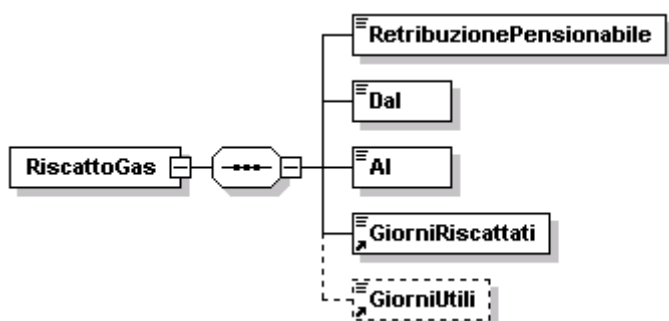 RetribuzionePensionabile
Dal
RiscattoGas
Al
GiorniRiscattati
GiorniUtili